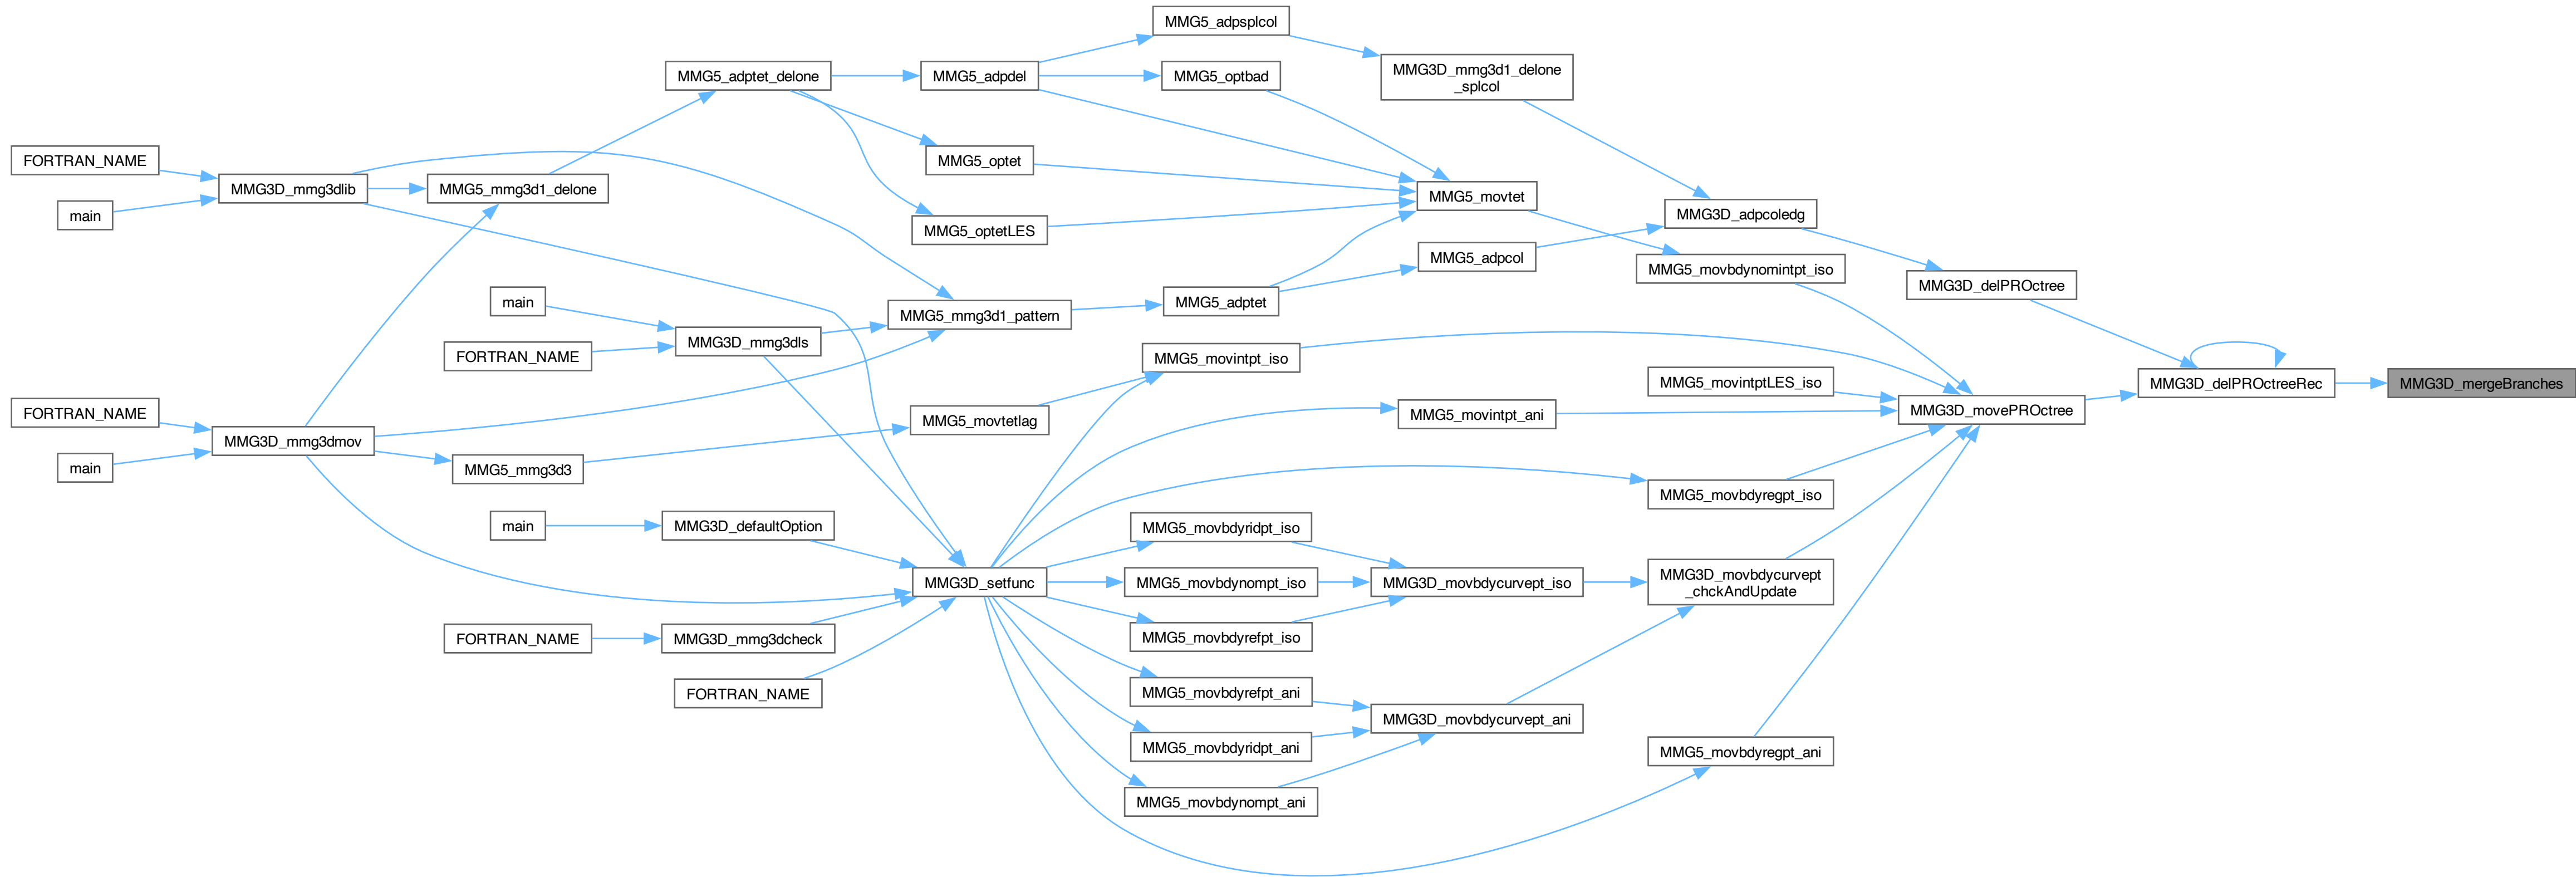 MMG5_adpsplcol
MMG5_adptet_delone
MMG5_adpdel
MMG5_optbad
MMG3D_mmg3d1_delone
_splcol
FORTRAN_NAME
MMG5_optet
MMG3D_mmg3dlib
MMG5_mmg3d1_delone
MMG5_movtet
main
MMG5_optetLES
MMG3D_adpcoledg
MMG5_adpcol
MMG5_movbdynomintpt_iso
MMG3D_delPROctree
main
MMG5_mmg3d1_pattern
MMG5_adptet
FORTRAN_NAME
MMG3D_mmg3dls
MMG5_movintpt_iso
MMG5_movintptLES_iso
MMG3D_delPROctreeRec
MMG3D_mergeBranches
FORTRAN_NAME
MMG5_movtetlag
MMG5_movintpt_ani
MMG3D_movePROctree
MMG3D_mmg3dmov
main
MMG5_mmg3d3
MMG5_movbdyregpt_iso
main
MMG3D_defaultOption
MMG5_movbdyridpt_iso
MMG3D_setfunc
MMG5_movbdynompt_iso
MMG3D_movbdycurvept_iso
MMG3D_movbdycurvept
_chckAndUpdate
FORTRAN_NAME
MMG3D_mmg3dcheck
MMG5_movbdyrefpt_iso
FORTRAN_NAME
MMG5_movbdyrefpt_ani
MMG3D_movbdycurvept_ani
MMG5_movbdyridpt_ani
MMG5_movbdyregpt_ani
MMG5_movbdynompt_ani